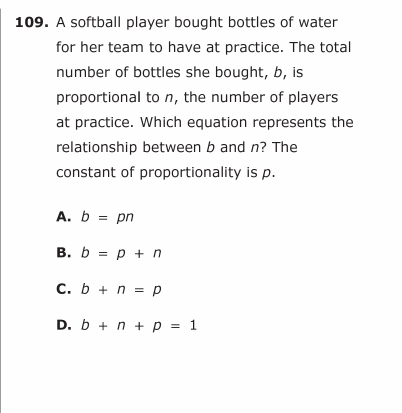 109. A softball player bought bottles of water
for her team to have at practice. The total
number of bottles she bought, b, is
proportional to n, the number of players
at practice. Which equation represents the
relationship between b and n? The
constant of proportionality is p.
A. b = pn
B. b = p + n
C. b + n = p
D. b + n + p = 1